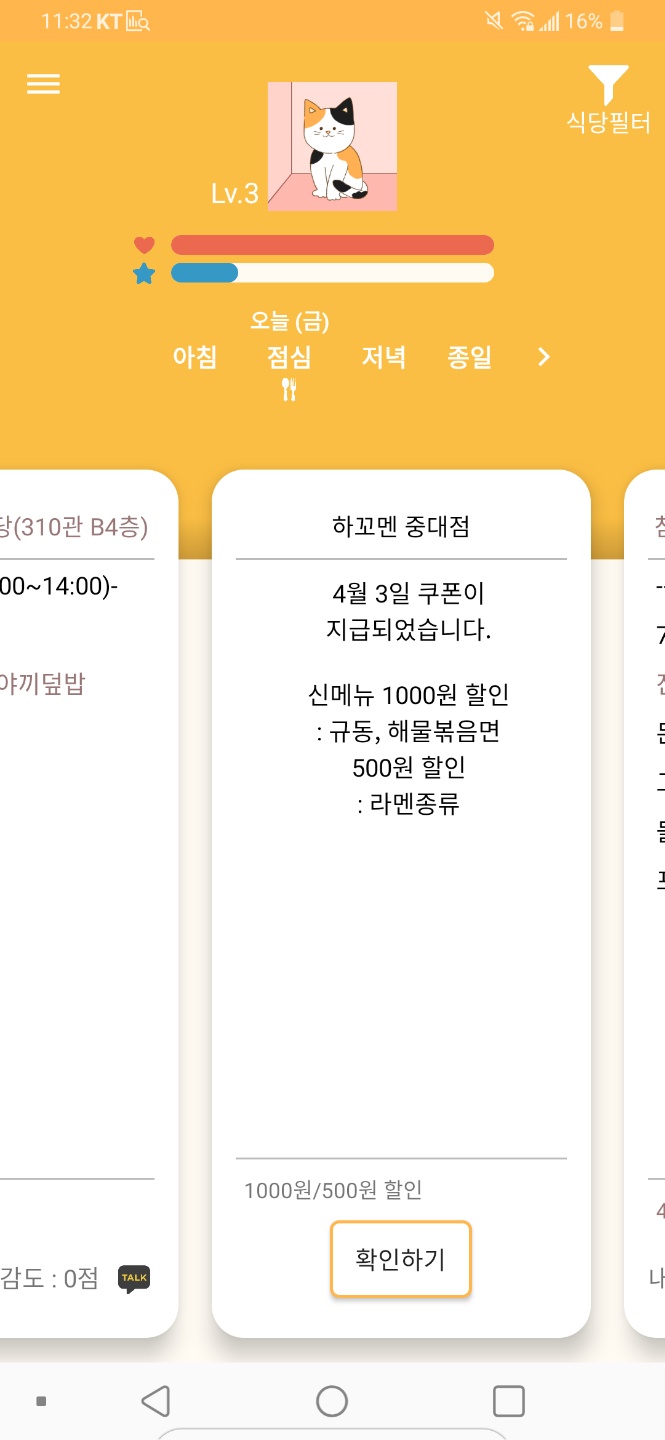 11:32 KT
16%
식당필터
Lv.3
오늘 (금)
아침 점심 저녁 종일
당(310관 B4층)
00~14:00)-
야끼덮밥
감도 : 0점 TALK
하꼬멘 중대점
4월 3일 쿠폰이
지급되었습니다.
신메뉴 1000원 할인
: 규동, 해물볶음면
500원 할인
: 라멘종류
1000원/500원 할인
확인하기
7
4
내